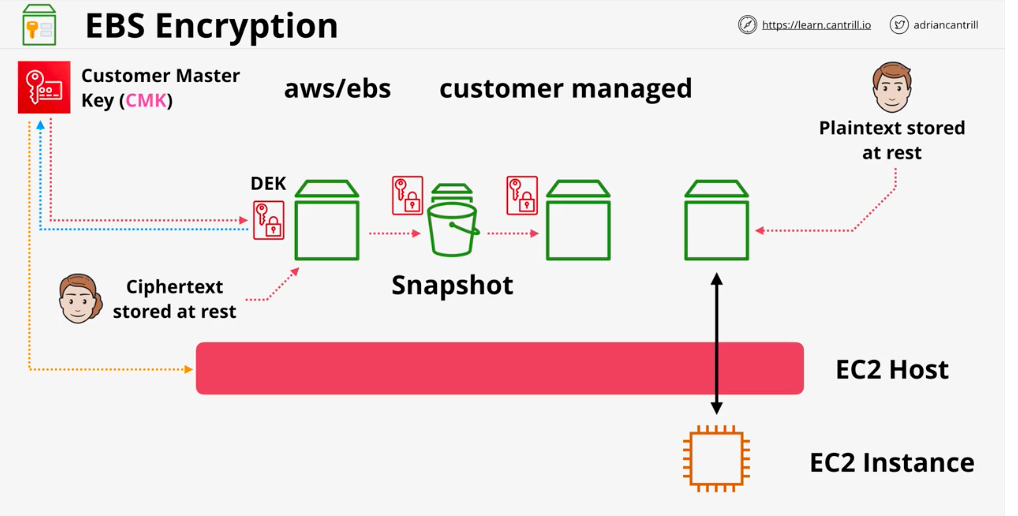 EBS Encryption
https://learn.cantrill.io
adriancantrill
Customer Master
Key (CMK)
aws/ebs
customer managed
Plaintext stored
at rest
DEK
Snapshot
Ciphertext
stored at rest
EC2 Host
EC2 Instance